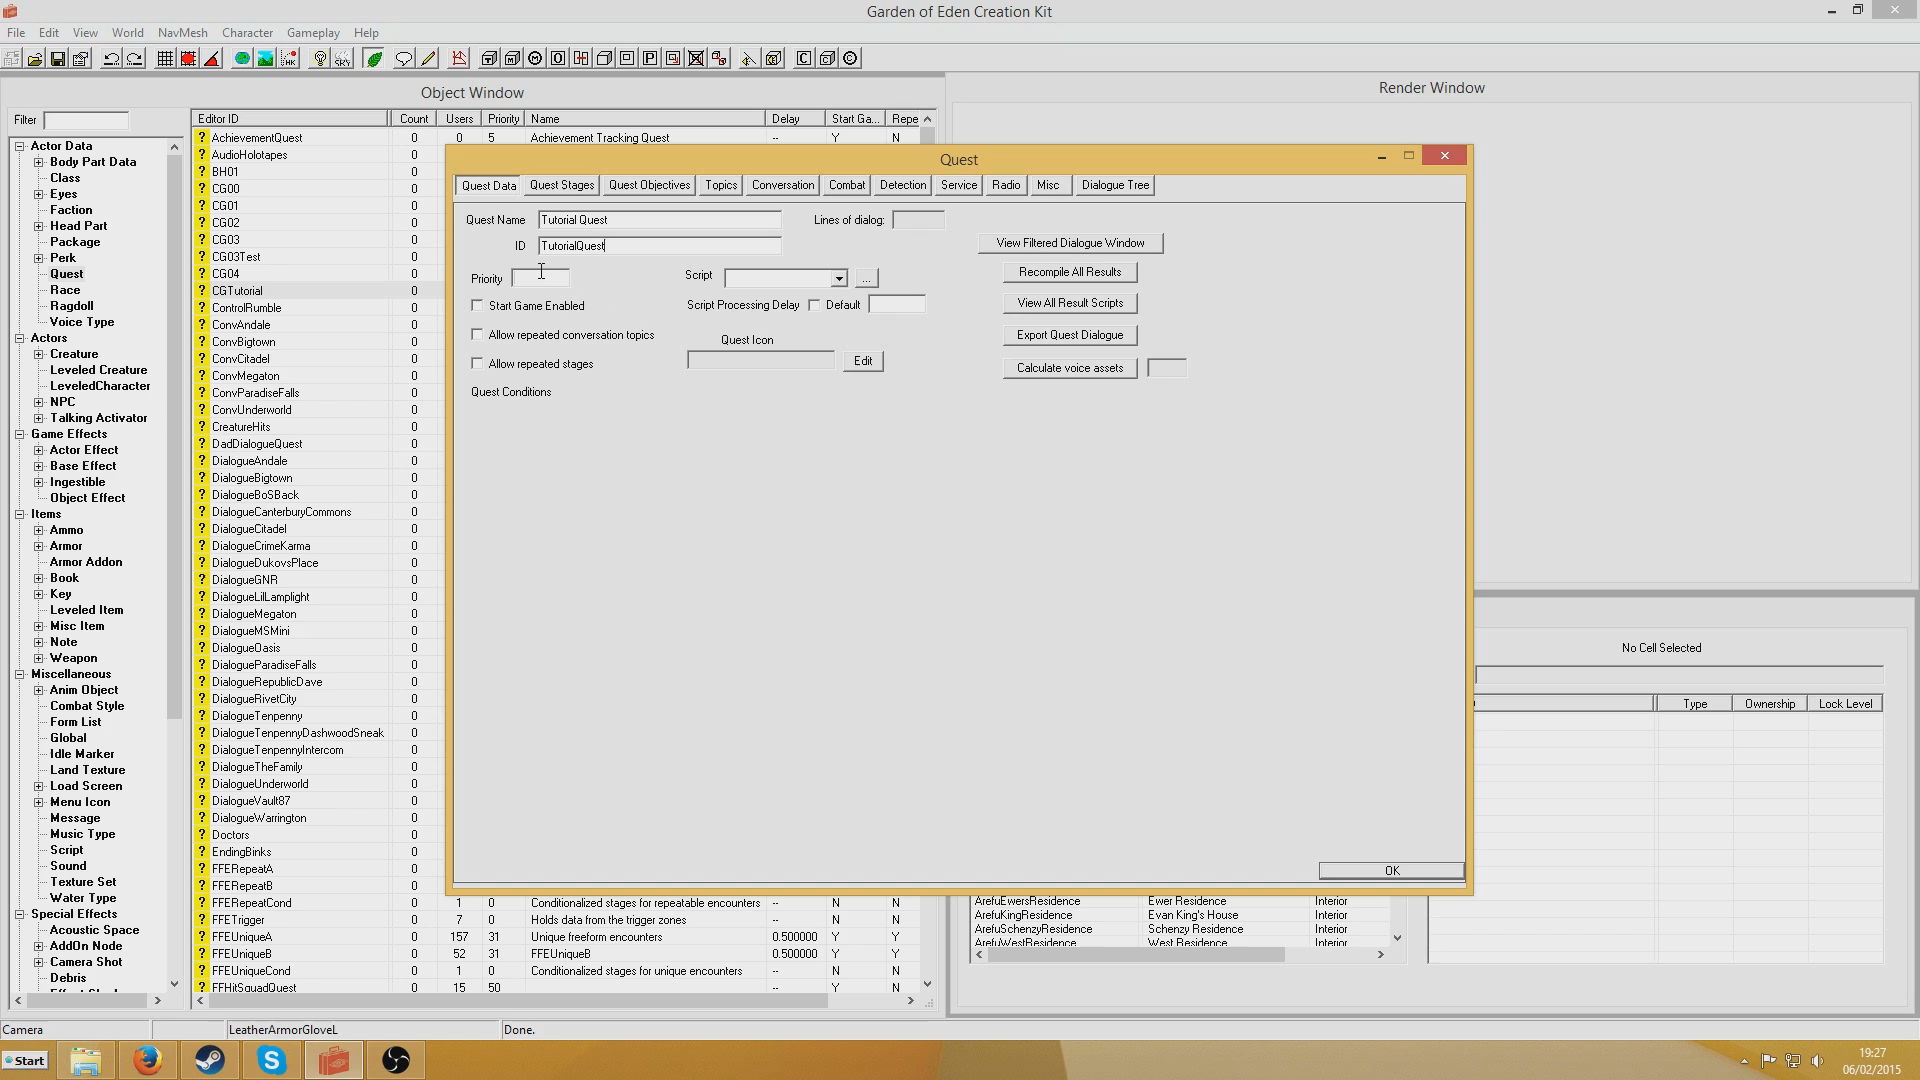 Garden of Eden Creation Kit
File Edit View World NavMesh Character Gameplay Help
Object Window
Render Window
Filter
Editor ID Count Users Priority Name Delay Start Ga... Repe
Actor Data
Body Part Data
Class
Eyes
Faction
Head Part
Package
Perk
Quest
Race
Ragdoll
Voice Type
Actors
Creature
Leveled Creature
LeveledCharacter
NPC
Talking Activator
Game Effects
Actor Effect
Base Effect
Ingestible
Object Effect
Items
Ammo
Armor
Armor Addon
Book
Key
Leveled Item
Misc Item
Note
Weapon
Miscellaneous
Anim Object
Combat Style
Form List
Global
Idle Marker
Land Texture
Load Screen
Menu Icon
Message
Music Type
Script
Sound
Texture Set
Water Type
Special Effects
Acoustic Space
AddOn Node
Camera Shot
Debris
AchievementQuest 0 0 5 Achievement Tracking Quest -- Y N
AudioHolotapes 0
BH01 0
CG00 0
CG01 0
CG02 0
CG03 0
CG03Test 0
CG04 0
CGTutorial 0
ControlRumble 0
ConvAndale 0
ConvBigtown 0
ConvCitadel 0
ConvMegaton 0
ConvParadiseFalls 0
ConvUnderworld 0
CreatureHits 0
DadDialogueQuest 0
DialogueAndale 0
DialogueBigtown 0
DialogueBoSBack 0
DialogueCanterburyCommons 0
DialogueCitadel 0
DialogueCrimeKarma 0
DialogueDukovsPlace 0
DialogueGNR 0
DialogueLilLamplight 0
DialogueMegaton 0
DialogueMSMini 0
DialogueOasis 0
DialogueParadiseFalls 0
DialogueRepublicDave 0
DialogueRivetCity 0
DialogueTenpenny 0
DialogueTenpennyDashwoodSneak 0
DialogueTenpennyIntercom 0
DialogueTheFamily 0
DialogueUnderworld 0
DialogueVault87 0
DialogueWarrington 0
Doctors 0
EndingBinks 0
FFERepeatA 0
FFERepeatB 0
FFERepeatCond 0 1 0 Conditionalized stages for repeatable encounters -- N N
FFETrigger 0 7 0 Holds data from the trigger zones -- N N
FFEUniqueA 0 157 31 Unique freeform encounters 0.500000 Y Y
FFEUniqueB 0 52 31 FFEUniqueB 0.500000 Y Y
FFEUniqueCond 0 1 0 Conditionalized stages for unique encounters -- N N
FFHitSquadQuest 0 15 50 -- Y N
Quest
Quest Data Quest Stages Quest Objectives Topics Conversation Combat Detection Service Radio Misc Dialogue Tree
Quest Name Tutorial Quest Lines of dialog:
ID TutorialQuest View Filtered Dialogue Window
Priority Script ... Recompile All Results
Start Game Enabled Script Processing Delay Default View All Result Scripts
Allow repeated conversation topics Quest Icon Export Quest Dialogue
Allow repeated stages Edit Calculate voice assets
Quest Conditions
OK
No Cell Selected
Type Ownership Lock Level
ArefuEwersResidence Ewer Residence Interior
ArefuKingResidence Evan King's House Interior
ArefuSchenzyResidence Schenzy Residence Interior
ArefuWestResidence West Residence Interior
Camera LeatherArmorGloveL Done.
Start
19:27
06/02/2015